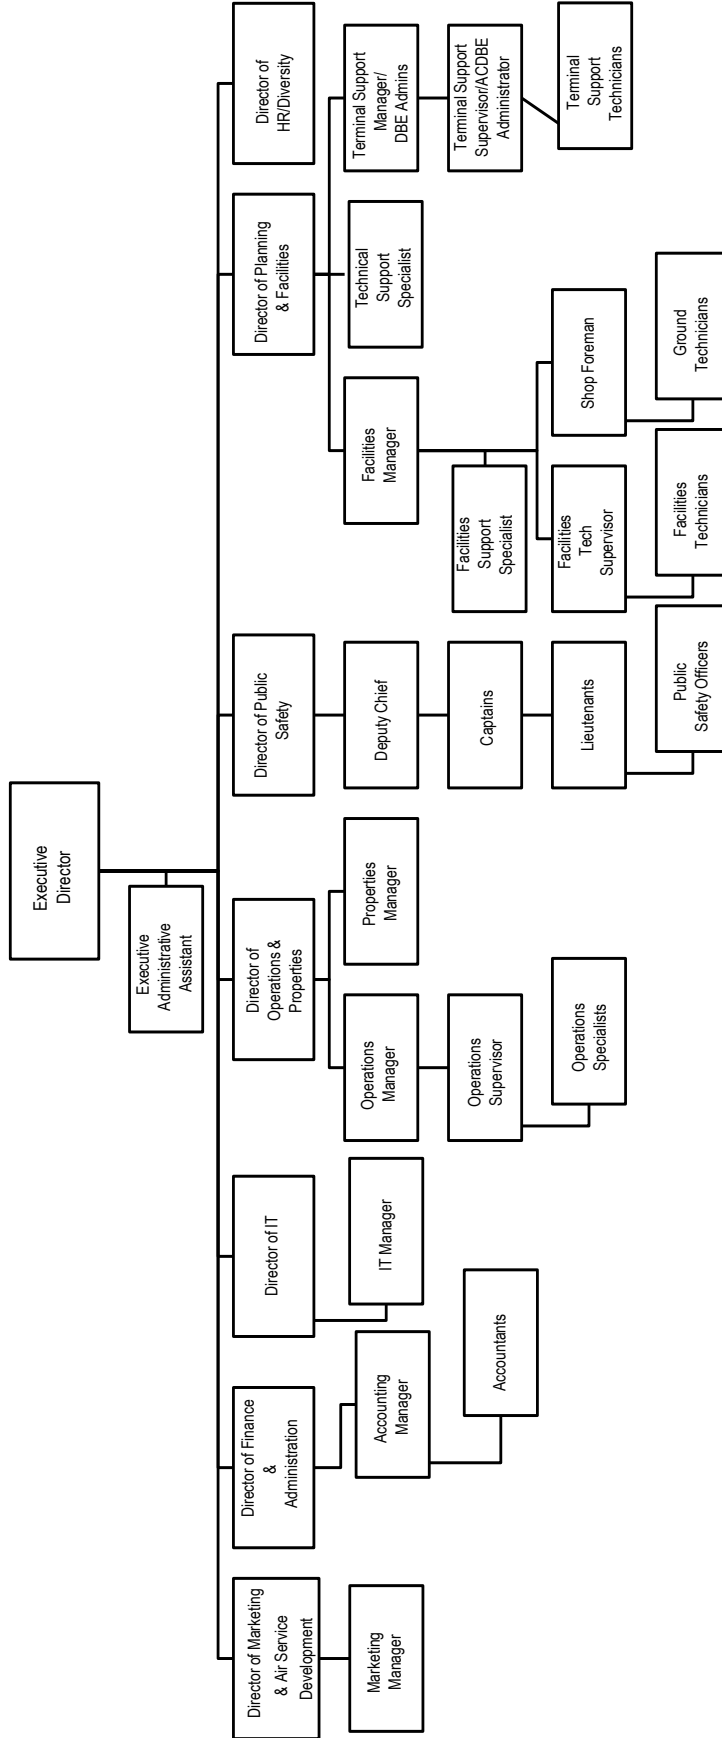 Executive
Director
Executive
Administrative
Assistant
Director of Marketing
& Air Service
Development
Director of Finance
&
Administration
Director of IT
Director of
Operations &
Properties
Director of Public
Safety
Director of Planning
& Facilities
Director of
HR/Diversity
Marketing
Manager
Accounting
Manager
IT Manager
Operations
Manager
Properties
Manager
Deputy Chief
Facilities
Manager
Technical
Support
Specialist
Terminal Support
Manager/
DBE Admins
Accountants
Operations
Supervisor
Captains
Facilities
Support
Specialist
Terminal Support
Supervisor/ACDBE
Administrator
Operations
Specialists
Lieutenants
Facilities
Tech
Supervisor
Shop Foreman
Terminal
Support
Technicians
Public
Safety Officers
Facilities
Technicians
Ground
Technicians